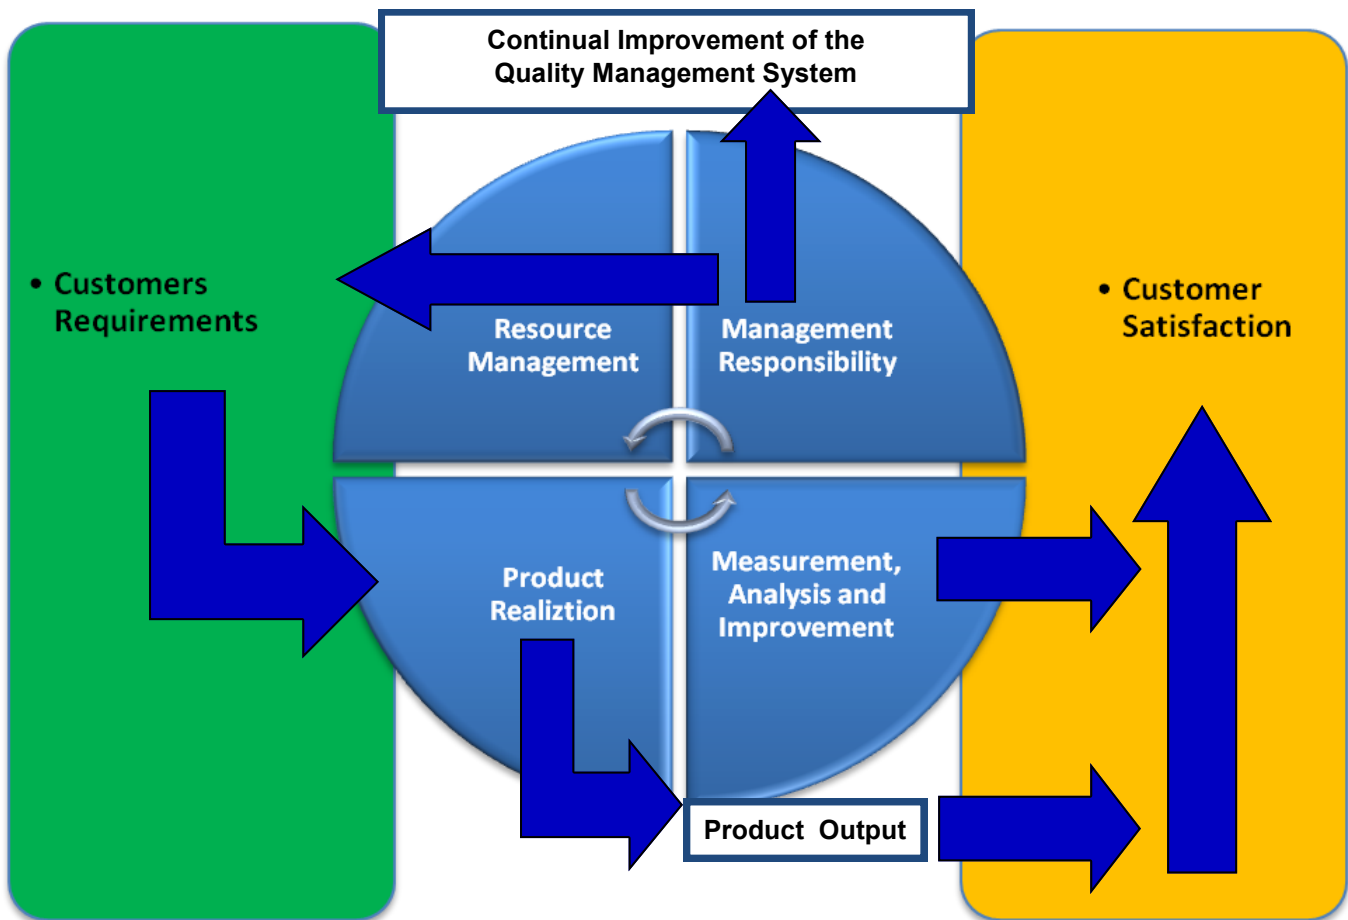 Continual Improvement of the
Quality Management System
• Customers
Requirements
Resource
Management
Management
Responsibility
• Customer
Satisfaction
Product
Realiztion
Measurement,
Analysis and
Improvement
Product Output